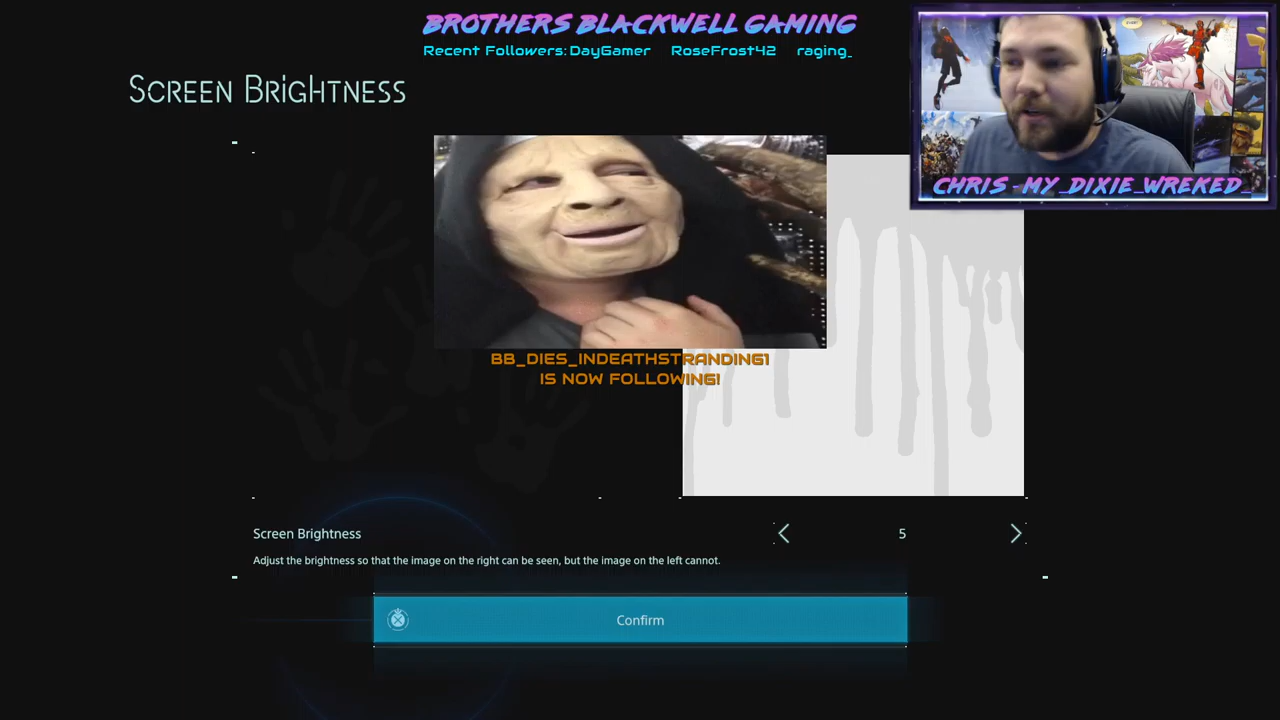 BROTHERS BLACKWELL GAMING
Recent Followers: DayGamer RoseFrost42 raging_
SCREEN BRIGHTNESS
CHRIS - MY_DIXIE_WREKED_
BB_DIES_INDEATHSTRANDING1
IS NOW FOLLOWING!
Screen Brightness
5
Adjust the brightness so that the image on the right can be seen, but the image on the left cannot.
Confirm